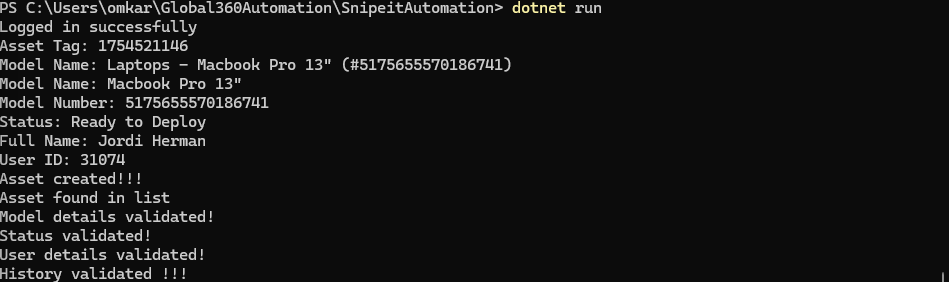 PS C:\Users\omkar\Global360Automation\SnipeitAutomation> dotnet run
Logged in successfully
Asset Tag: 1754521146
Model Name: Laptops - Macbook Pro 13" (#5175655570186741)
Model Name: Macbook Pro 13"
Model Number: 5175655570186741
Status: Ready to Deploy
Full Name: Jordi Herman
User ID: 31074
Asset created!!!
Asset found in list
Model details validated!
Status validated!
User details validated!
History validated !!!